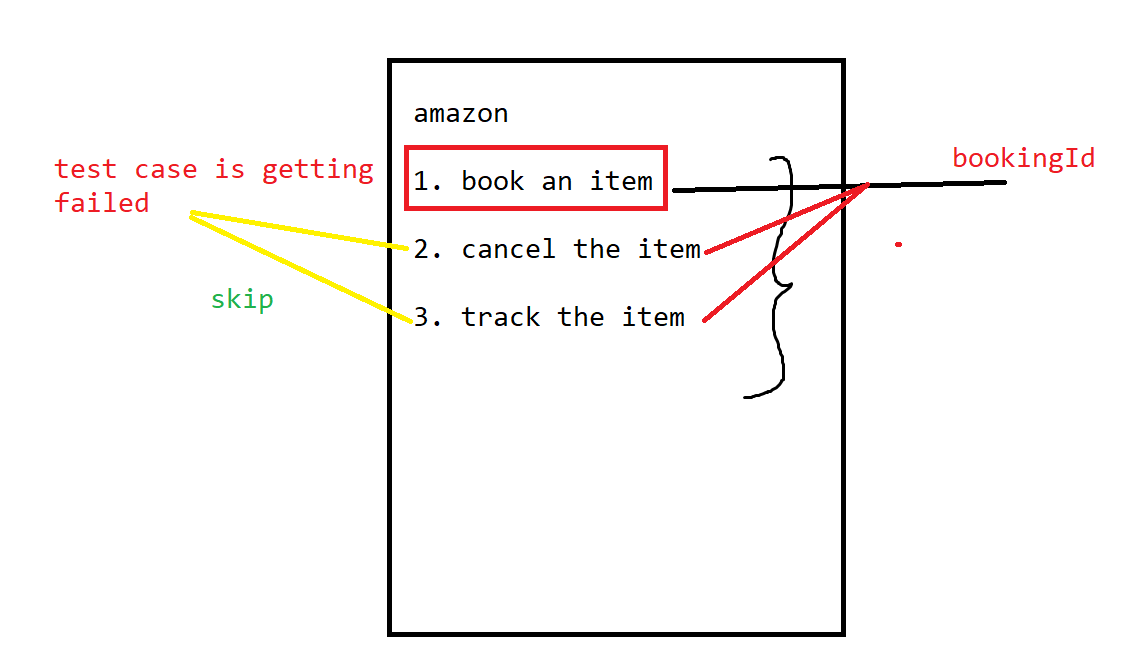 amazon
test case is getting
failed
1. book an item
bookingId
2. cancel the item
skip
3. track the item